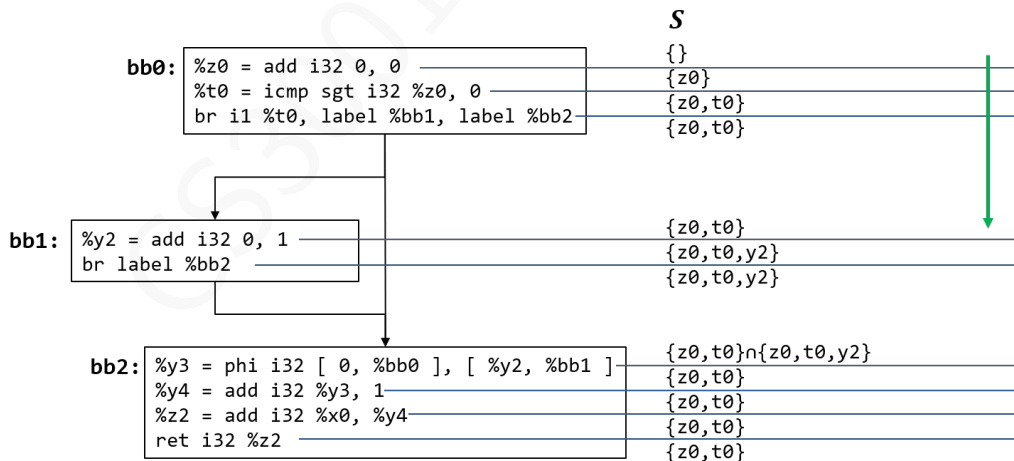 S
bb0:
%z0 = add i32 0, 0
{}
%t0 = icmp sgt i32 %z0, 0
{z0}
br i1 %t0, label %bb1, label %bb2
{z0,t0}
{z0,t0}
bb1:
%y2 = add i32 0, 1
{z0,t0}
br label %bb2
{z0,t0,y2}
{z0,t0,y2}
bb2:
%y3 = phi i32 [ 0, %bb0 ], [ %y2, %bb1 ]
{z0,t0}∩{z0,t0,y2}
%y4 = add i32 %y3, 1
{z0,t0}
%z2 = add i32 %x0, %y4
{z0,t0}
ret i32 %z2
{z0,t0}
{z0,t0}